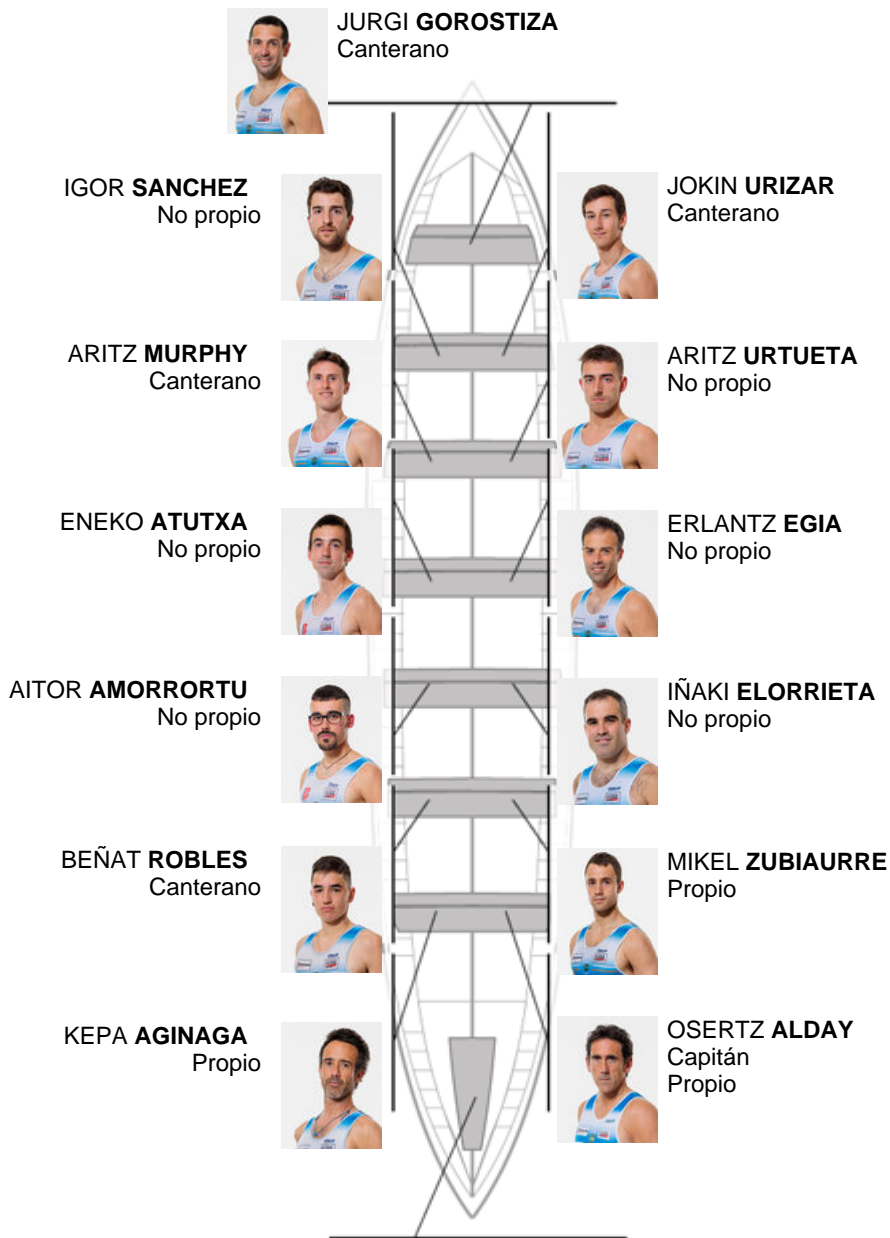 JURGI GOROSTIZA
Canterano
IGOR SANCHEZ
No propio
JOKIN URIZAR
Canterano
ARITZ MURPHY
Canterano
ARITZ URTUETA
No propio
ENEKO ATUTXA
No propio
ERLANTZ EGIA
No propio
AITOR AMORRORTU
No propio
IÑAKI ELORRIETA
No propio
BEÑAT ROBLES
Canterano
MIKEL ZUBIAURRE
Propio
KEPA AGINAGA
Propio
OSERTZ ALDAY
Capitán
Propio